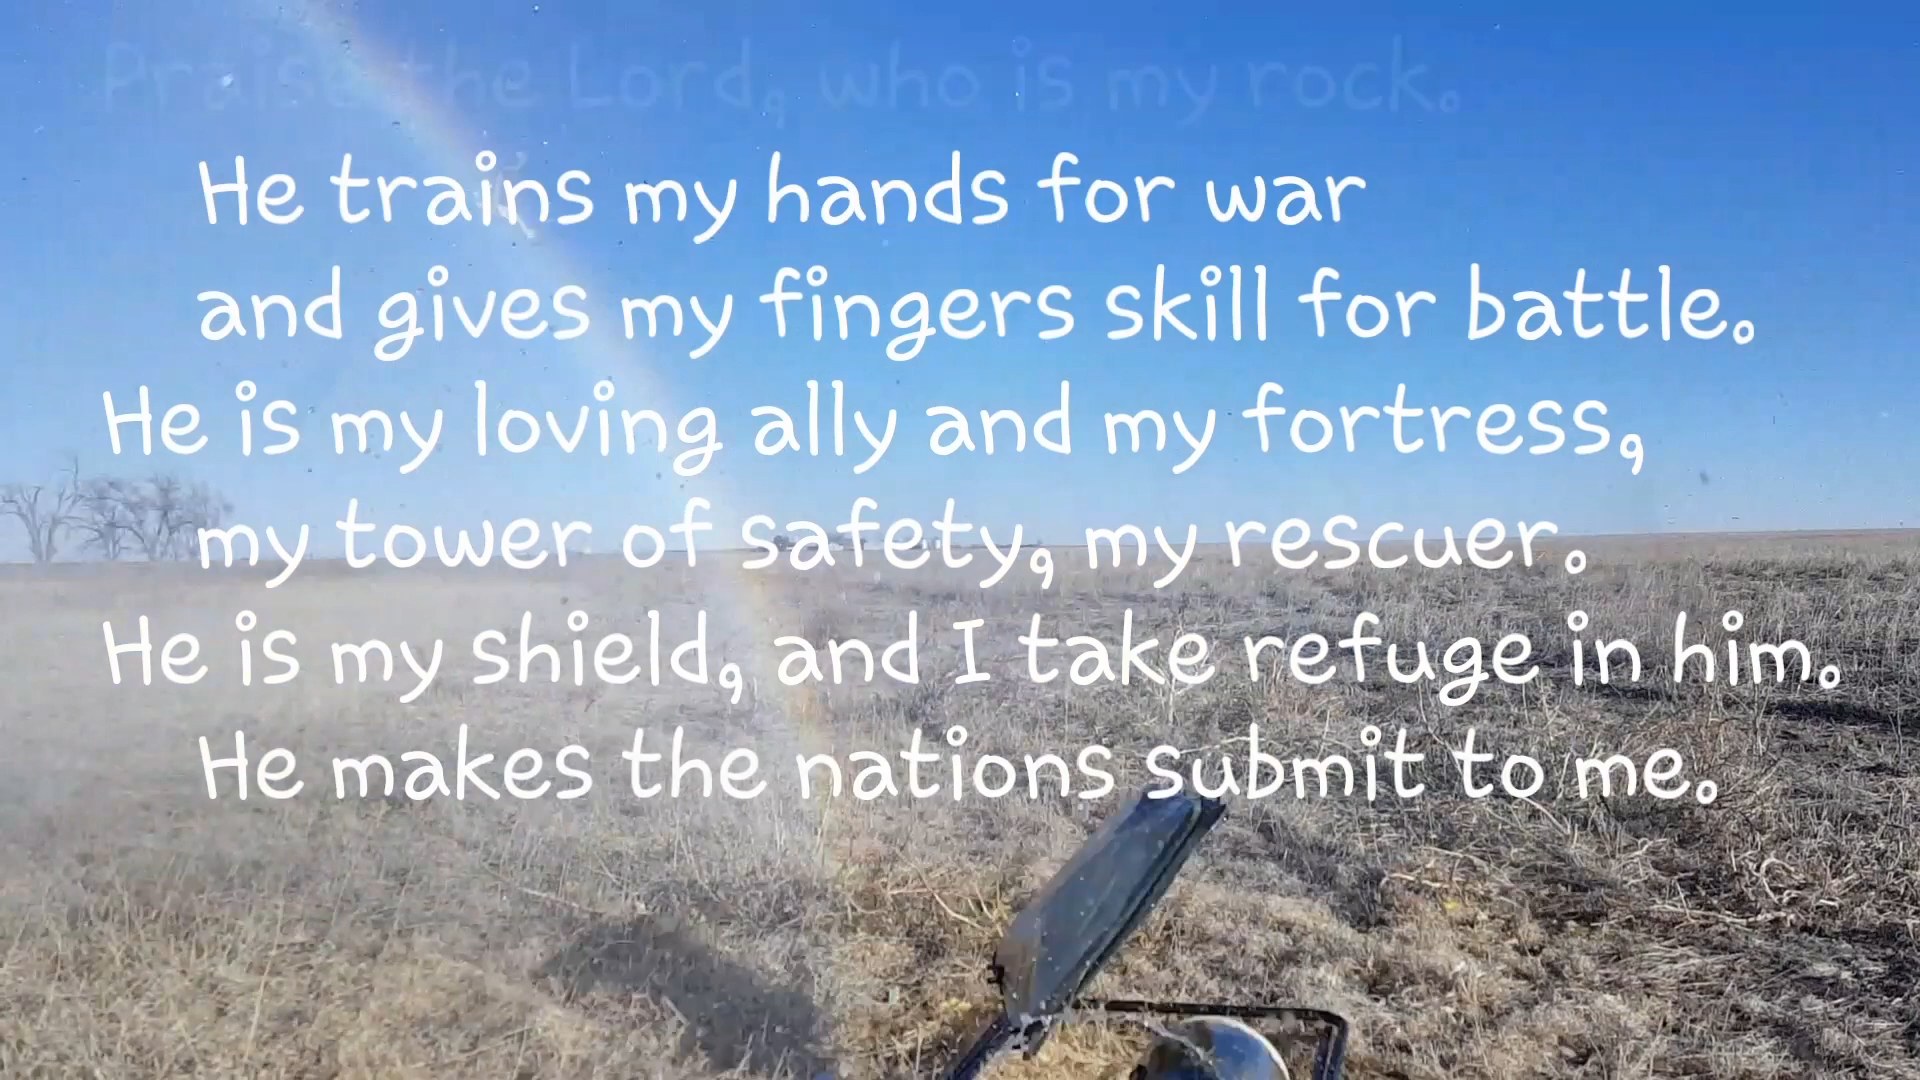 Praise the Lord, who is my rock.
He trains my hands for war
and gives my fingers skill for battle.
He is my loving ally and my fortress,
my tower of safety, my rescuer.
He is my shield, and I take refuge in him.
He makes the nations submit to me.